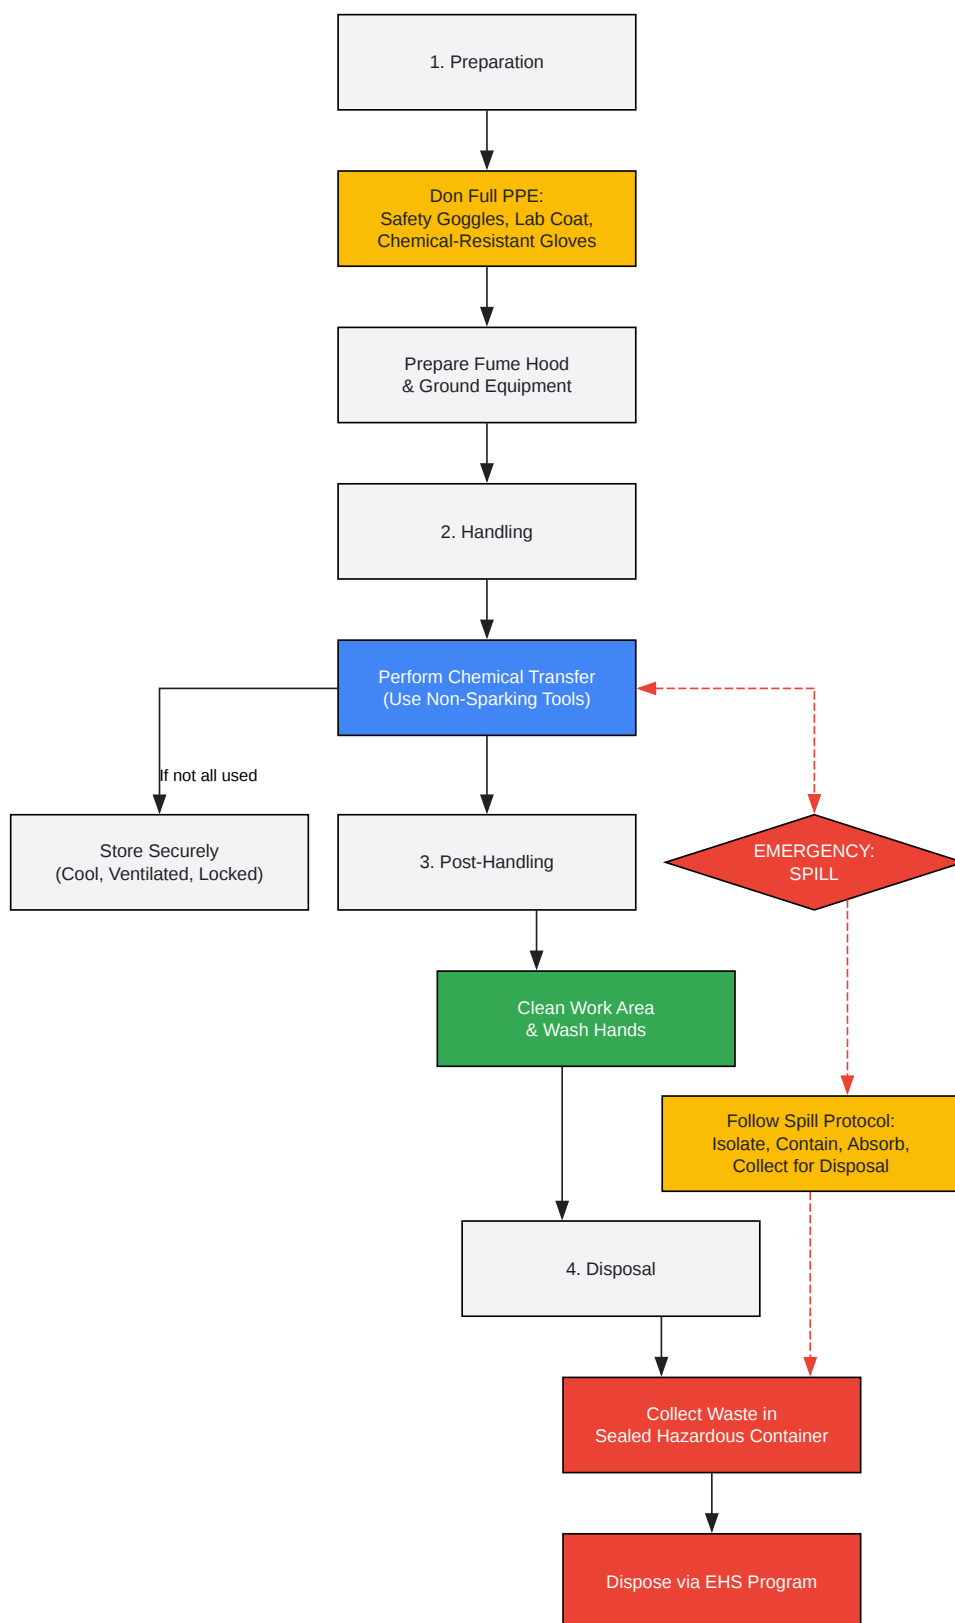 1. Preparation
Don Full PPE:
Safety Goggles, Lab Coat,
Chemical-Resistant Gloves
Prepare Fume Hood
& Ground Equipment
2. Handling
Perform Chemical Transfer
(Use Non-Sparking Tools)
If not all used
Store Securely
(Cool, Ventilated, Locked)
3. Post-Handling
EMERGENCY:
SPILL
Clean Work Area
& Wash Hands
Follow Spill Protocol:
Isolate, Contain, Absorb,
Collect for Disposal
4. Disposal
Collect Waste in
Sealed Hazardous Container
Dispose via EHS Program